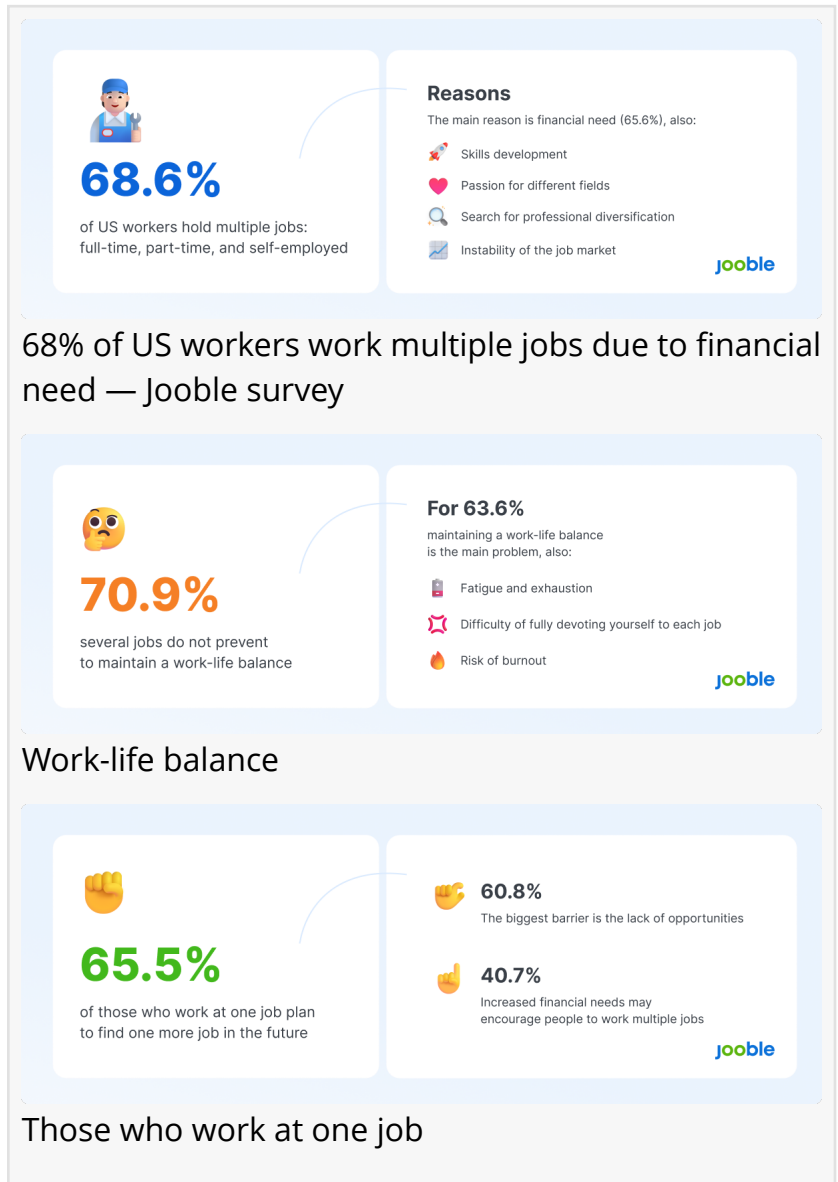 68.6%
of US workers hold multiple jobs:
full-time, part-time, and self-employed
Reasons
The main reason is financial need (65.6%), also:
Skills development
Passion for different fields
Search for professional diversification
Instability of the job market
jooble
68% of US workers work multiple jobs due to financial
need — Jooble survey
70.9%
several jobs do not prevent
to maintain a work-life balance
For 63.6%
maintaining a work-life balance
is the main problem, also:
Fatigue and exhaustion
Difficulty of fully devoting yourself to each job
Risk of burnout
jooble
Work-life balance
65.5%
of those who work at one job plan
to find one more job in the future
60.8%
The biggest barrier is the lack of opportunities
40.7%
Increased financial needs may
encourage people to work multiple jobs
jooble
Those who work at one job